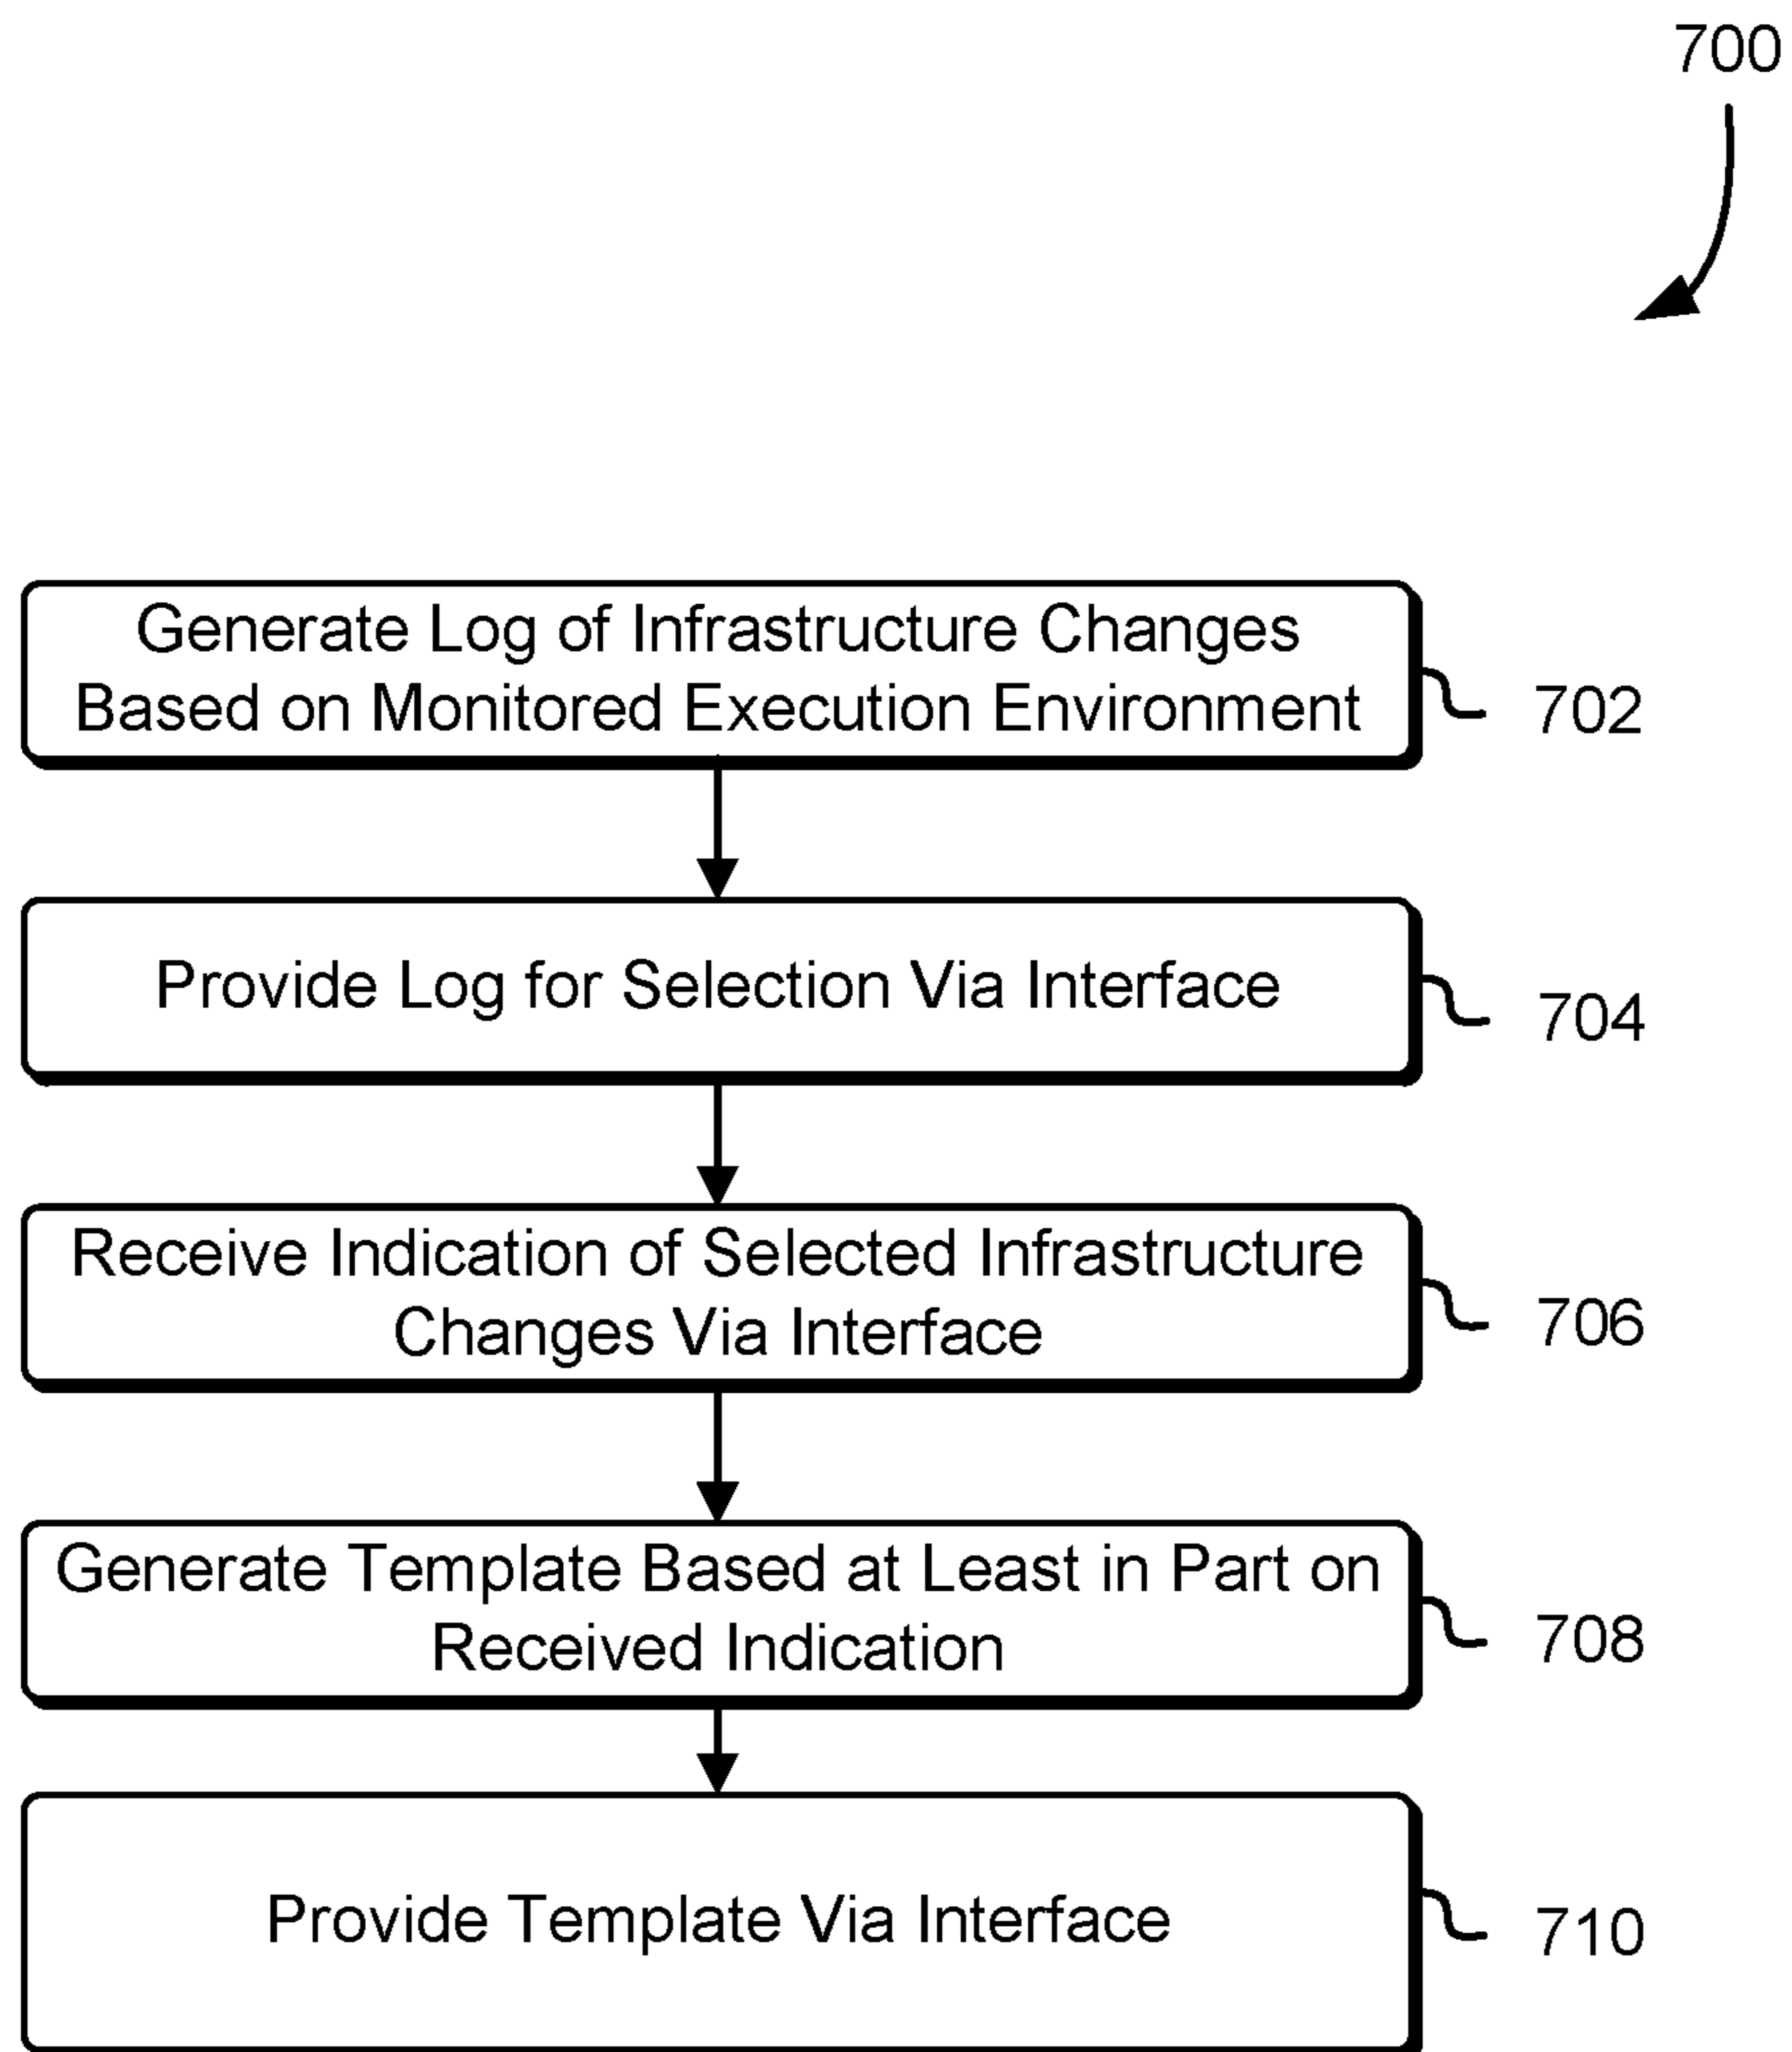 700
Generate Log of Infrastructure Changes
Based on Monitored Execution Environment
702
Provide Log for Selection Via Interface
704
Receive Indication of Selected Infrastructure
Changes Via Interface
706
Generate Template Based at Least in Part on
Received Indication
708
Provide Template Via Interface
710